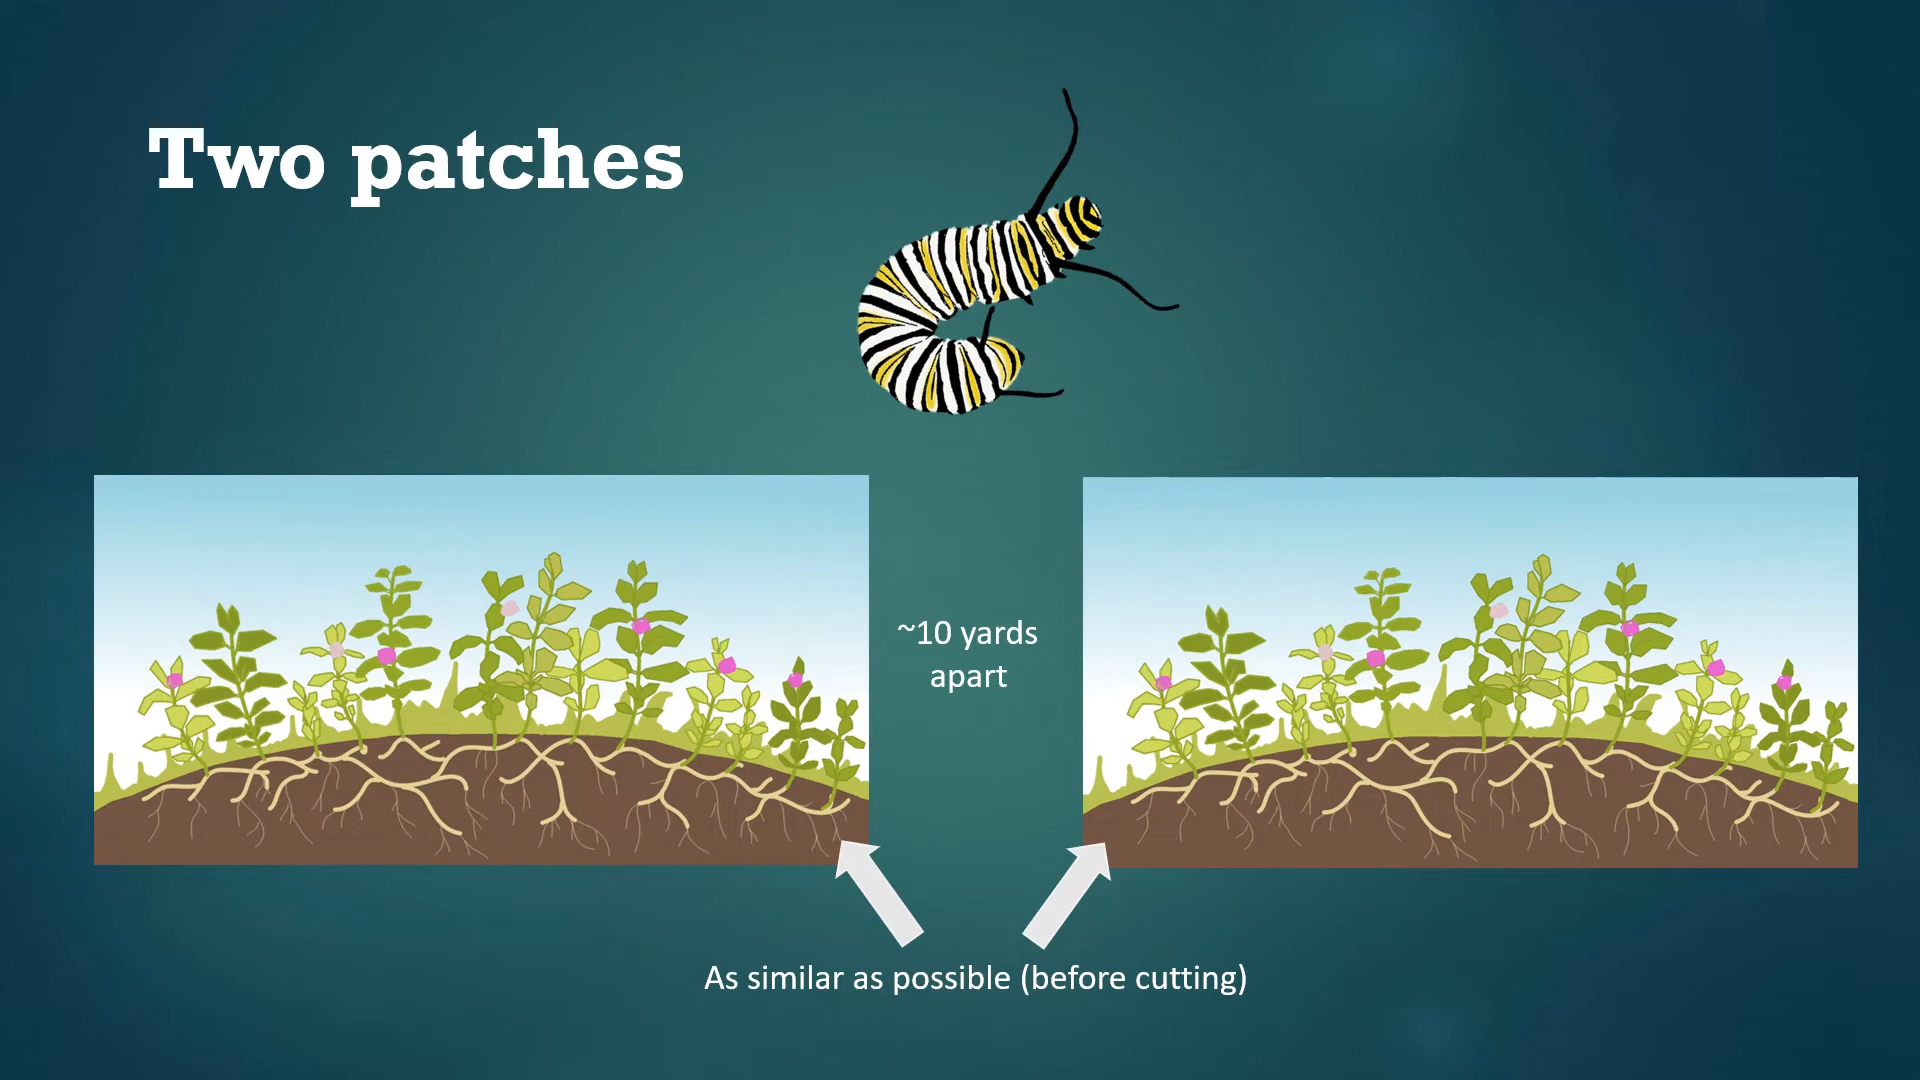 Two patches
~10 yards
apart
As similar as possible (before cutting)